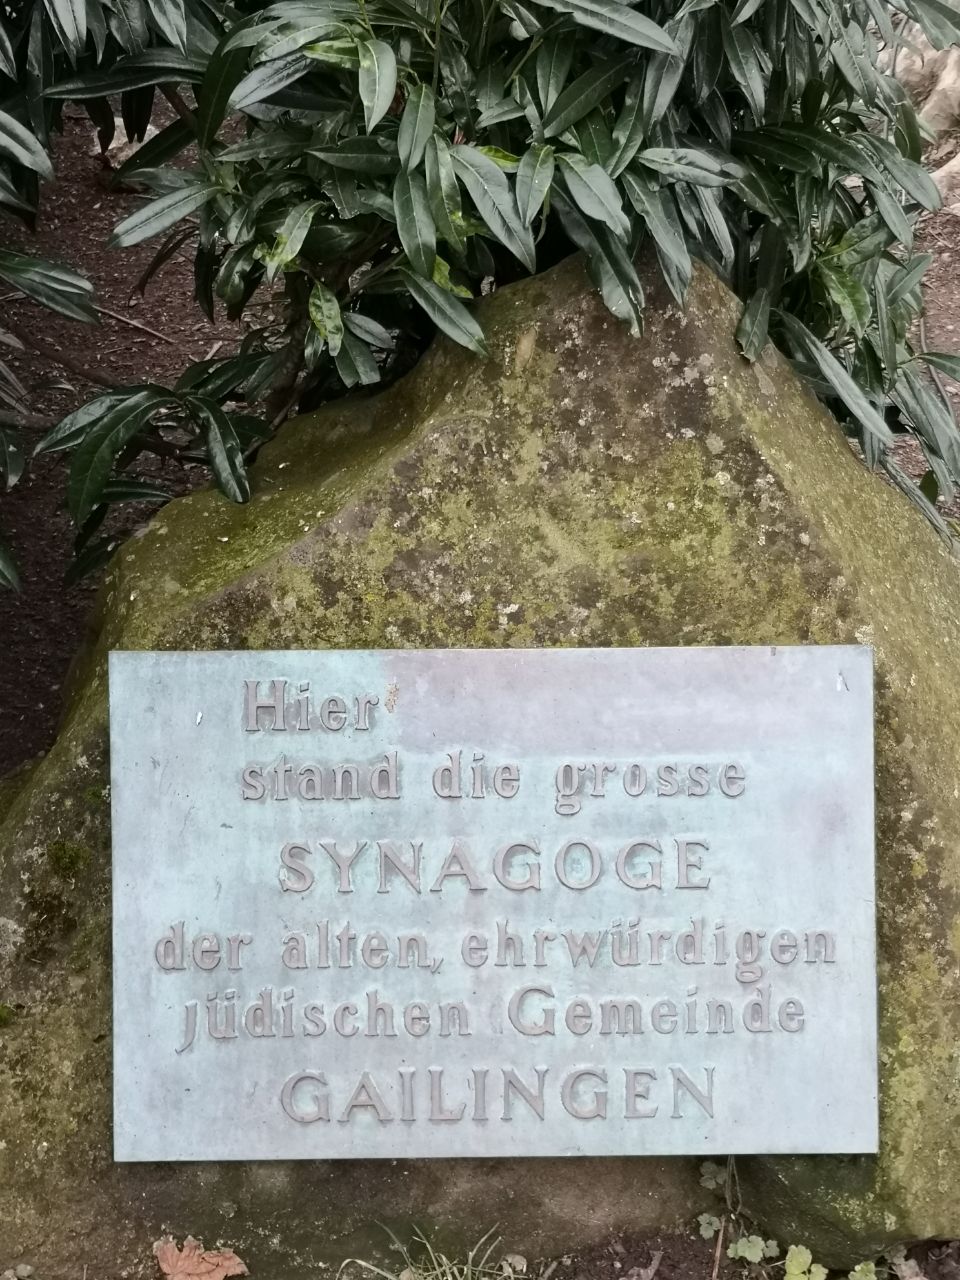 Hier
stand die grosse
SYNAGOGE
der alten, ehrwürdigen
jüdischen Gemeinde
GAILINGEN